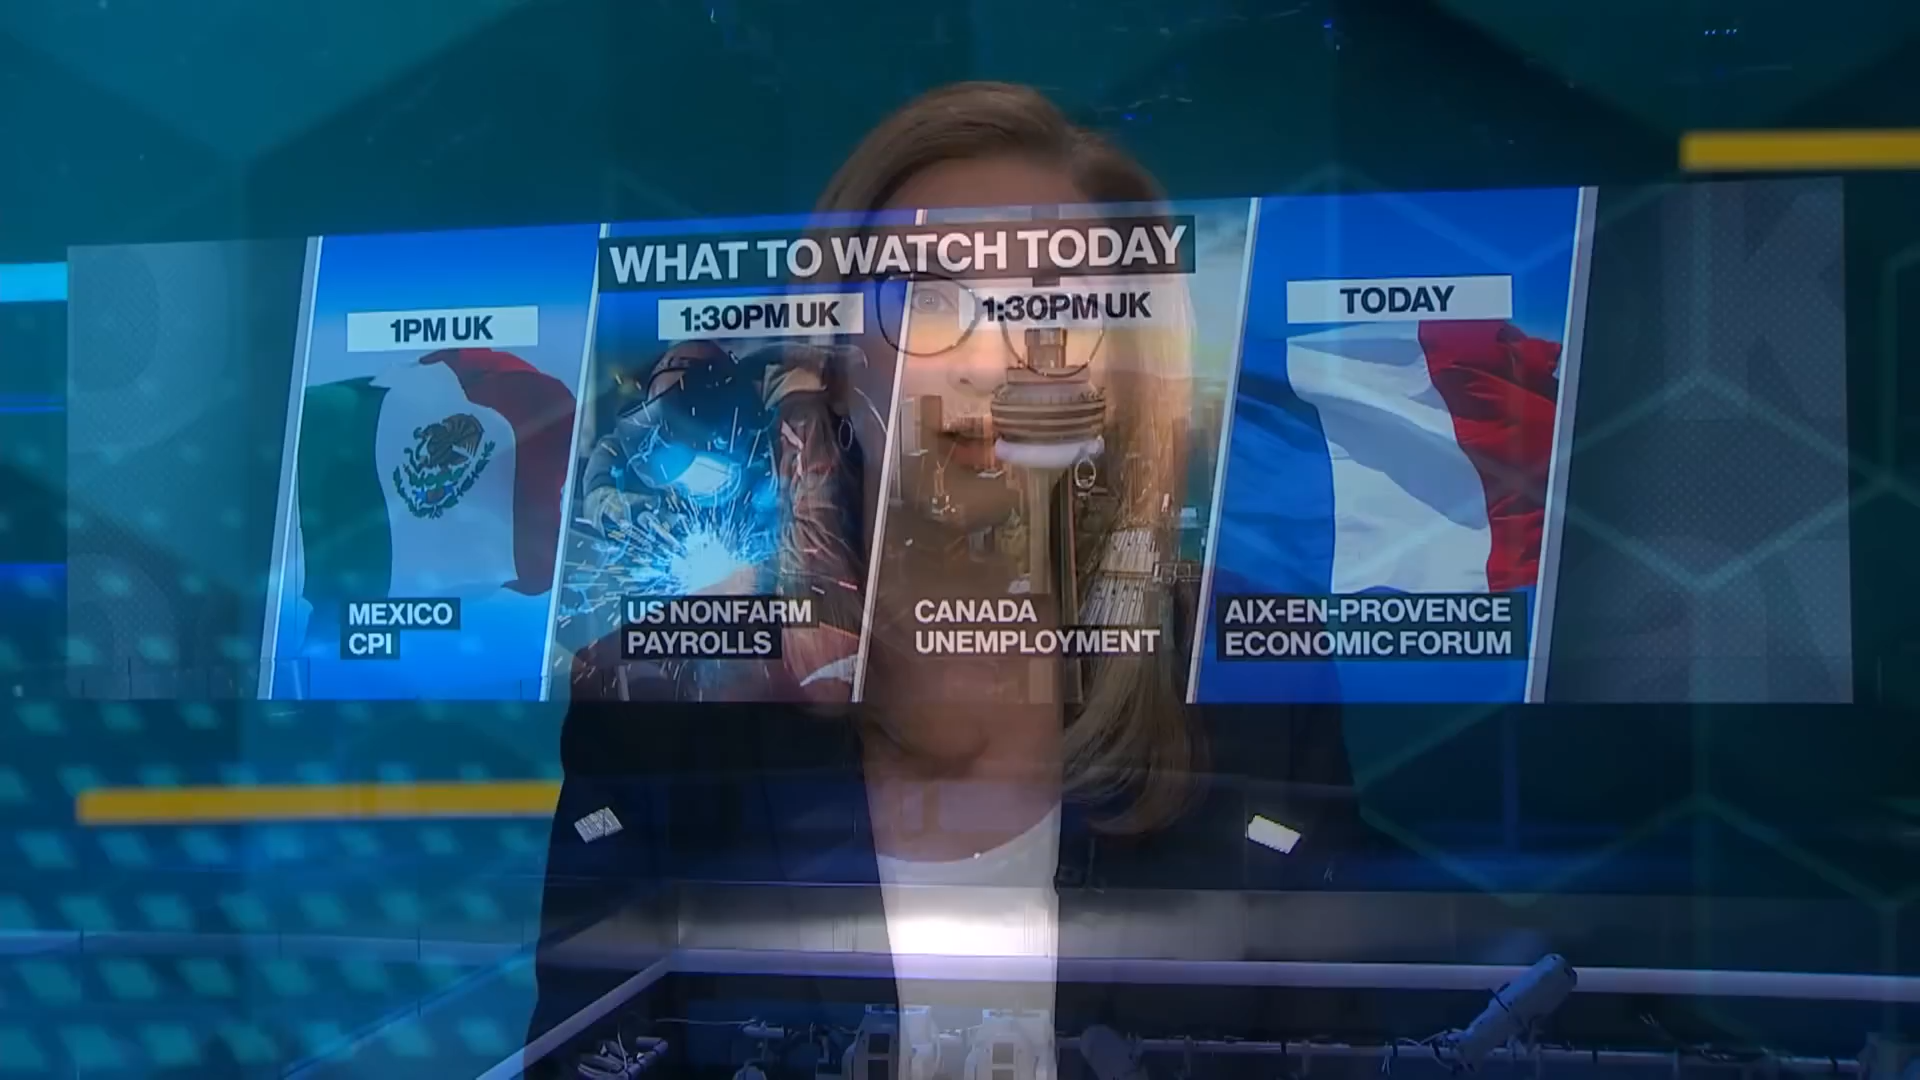 WHAT TO WATCH TODAY
1PM UK
MEXICO
CPI
1:30PM UK
US NONFARM
PAYROLLS
1:30PM UK
CANADA
UNEMPLOYMENT
TODAY
AIX-EN-PROVENCE
ECONOMIC FORUM